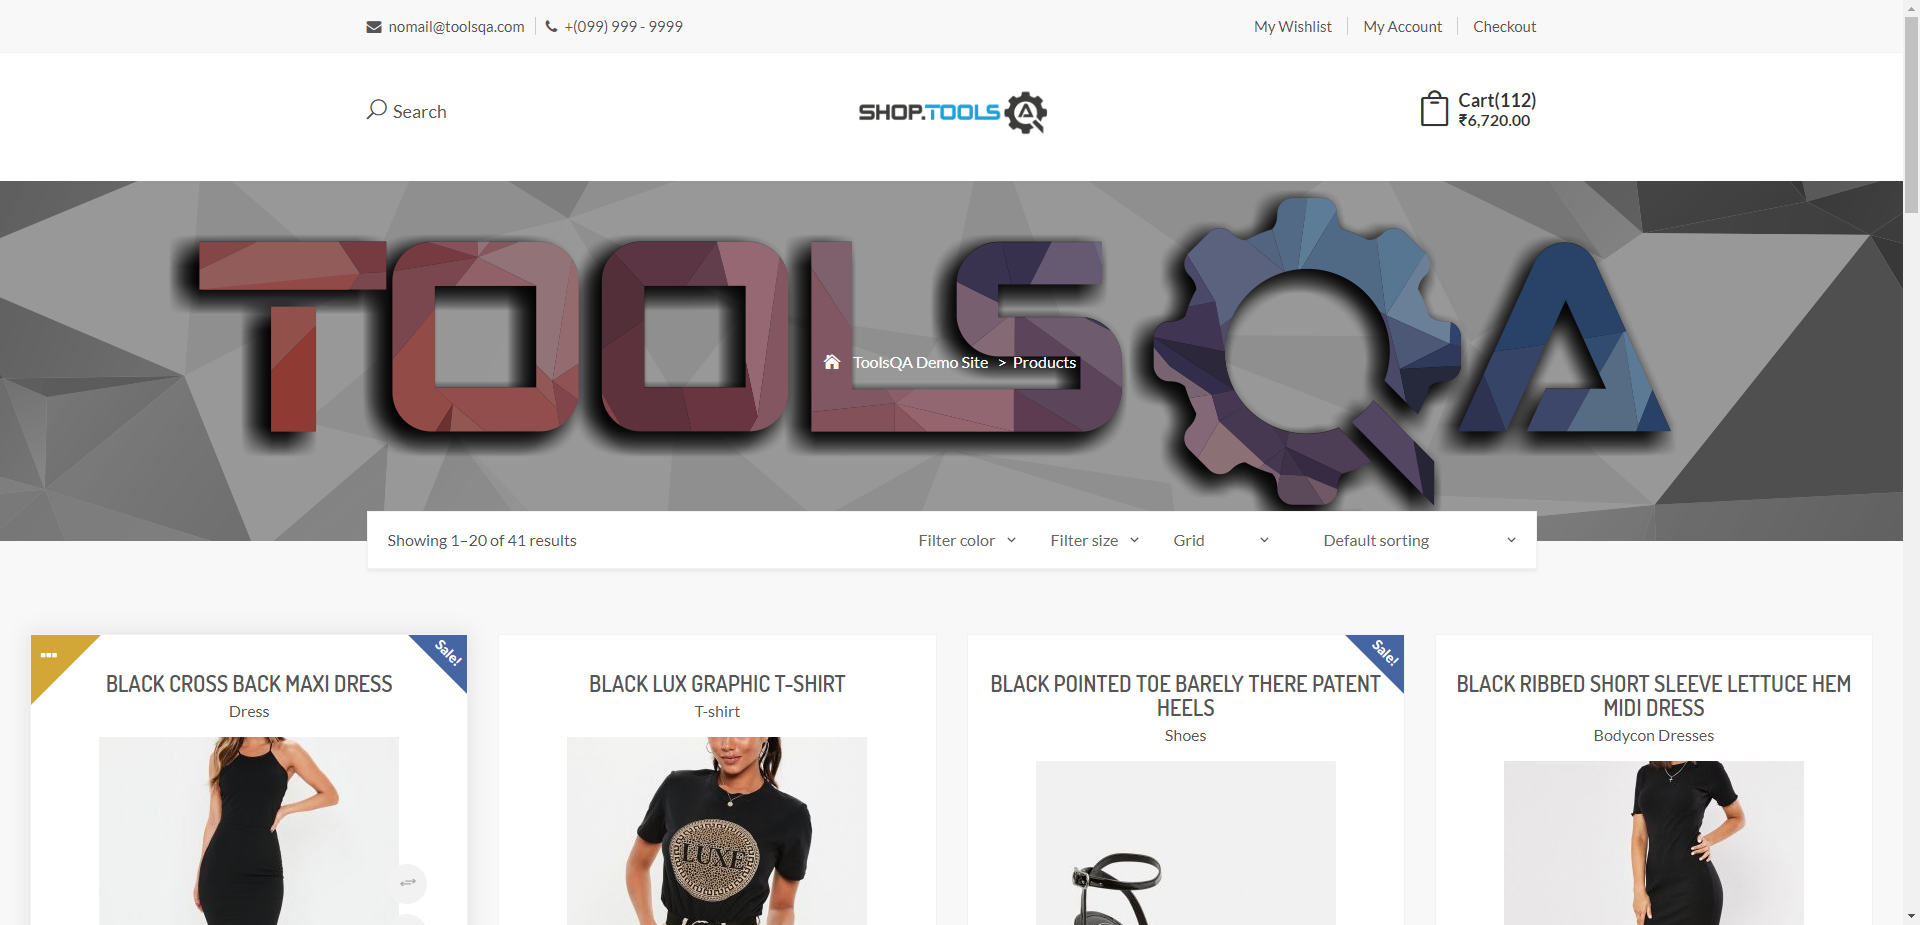 nomail@toolsqa.com
+(099) 999 - 9999
My Wishlist
My Account
Checkout
Search
SHOP.TOOLS
Cart(112)
₹6,720.00
TOOLSQA
ToolsQA Demo Site > Products
Showing 1–20 of 41 results
Filter color
Filter size
Grid
Default sorting
Sale!
BLACK CROSS BACK MAXI DRESS
Dress
BLACK LUX GRAPHIC T-SHIRT
T-shirt
LUXE
Sale!
BLACK POINTED TOE BARELY THERE PATENT
HEELS
Shoes
BLACK RIBBED SHORT SLEEVE LETTUCE HEM
MIDI DRESS
Bodycon Dresses